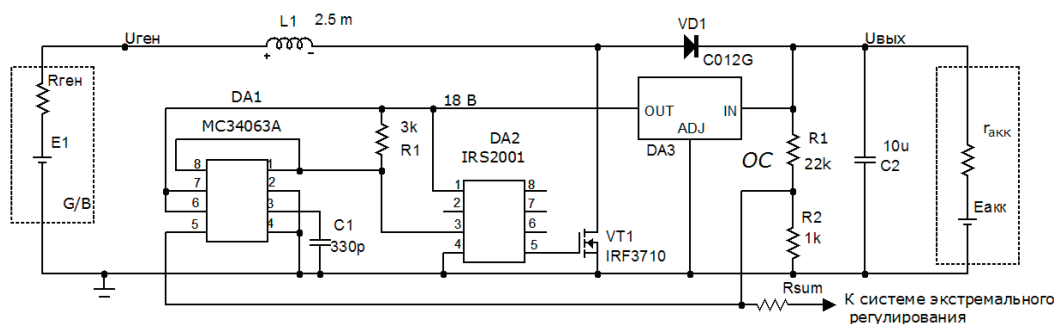 L1 2.5 m
VD1
Uген
Uвых
+ -
C012G
Rген
DA1
18 В
OUT IN
ADJ
DA3
MC34063A
3k
R1
DA2
IRS2001
OC
R1
22k
10u
C2
rакк
E1
8 1
7 2
6 3
5 4
1 8
2 7
3 6
4 5
G/B
C1
330p
VT1
IRF3710
R2
1k
Eакк
Rsum
К системе экстремального
регулирования